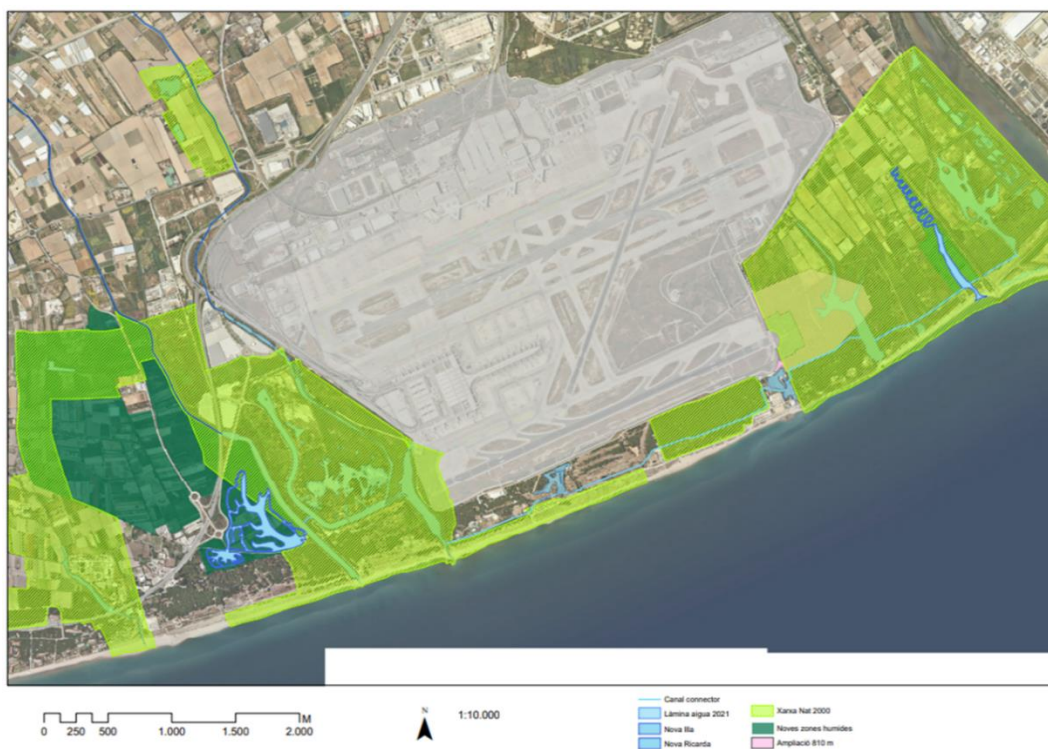 Canal connector
Làmina aigua 2021
Nova Illa
Nova Ricarda
Xarxa Nat 2000
Noves zones humides
Ampliació 810 m
N
1:10.000
M
0 250 500 1.000 1.500 2.000